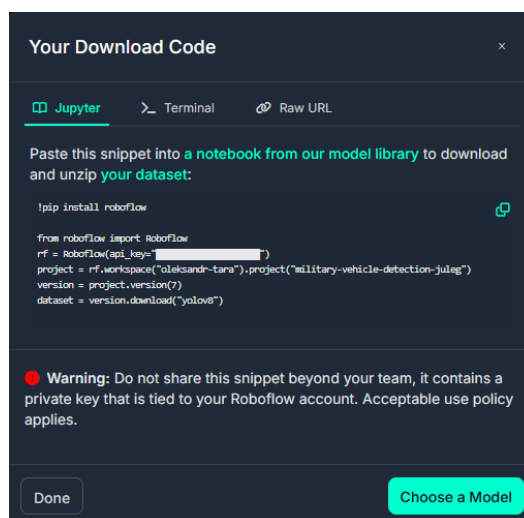 Your Download Code
×
Jupyter
Terminal
Raw URL
Paste this snippet into a notebook from our model library to download
and unzip your dataset:
!pip install roboflow
from roboflow import Roboflow
rf = Roboflow(api_key="")
project = rf.workspace("oleksandr-tara").project("military-vehicle-detection-juleg")
version = project.version(7)
dataset = version.download("yolov8")
Warning: Do not share this snippet beyond your team, it contains a
private key that is tied to your Roboflow account. Acceptable use policy
applies.
Done
Choose a Model